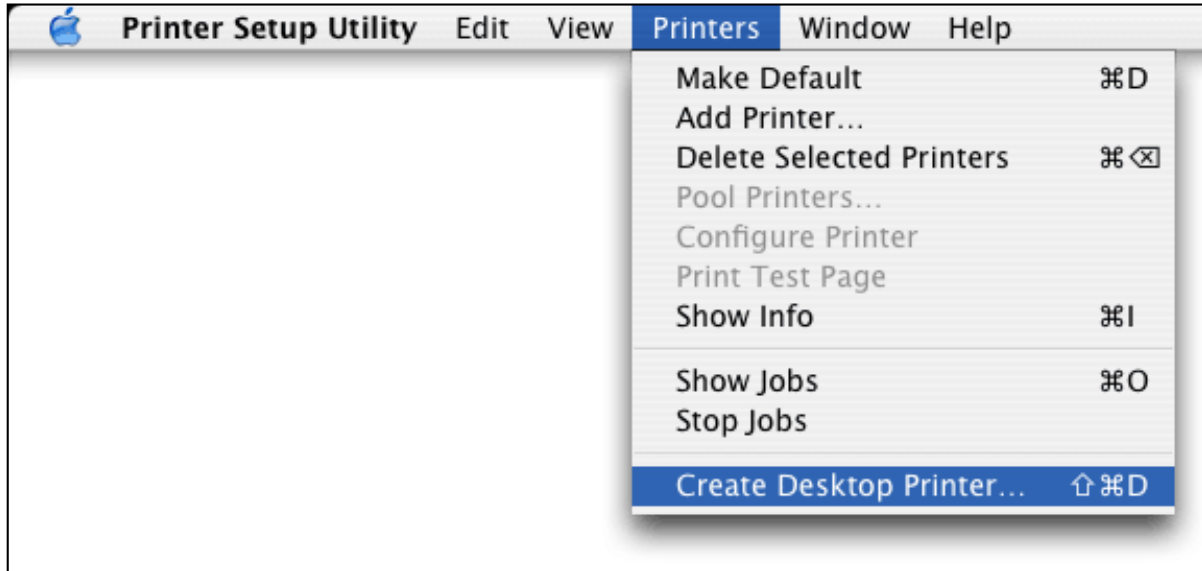 Printer Setup Utility Edit View Printers Window Help
Make Default ⌘D
Add Printer...
Delete Selected Printers ⌘⌫
Pool Printers...
Configure Printer
Print Test Page
Show Info ⌘I
Show Jobs ⌘O
Stop Jobs
Create Desktop Printer... ⇧⌘D